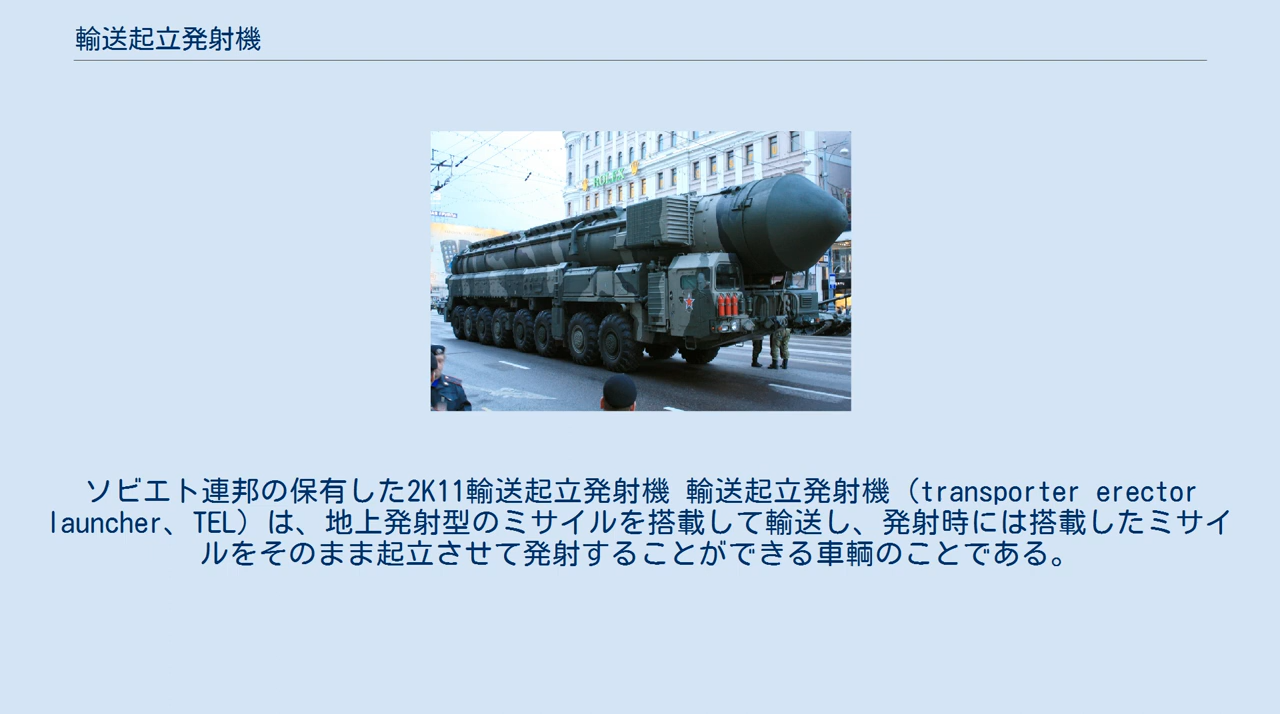 輸送起立発射機
ROLEX
ソビエト連邦の保有した2K11輸送起立発射機 輸送起立発射機（transporter erector
launcher、TEL）は、地上発射型のミサイルを搭載して輸送し、発射時には搭載したミサイ
ルをそのまま起立させて発射することができる車輌のことである。